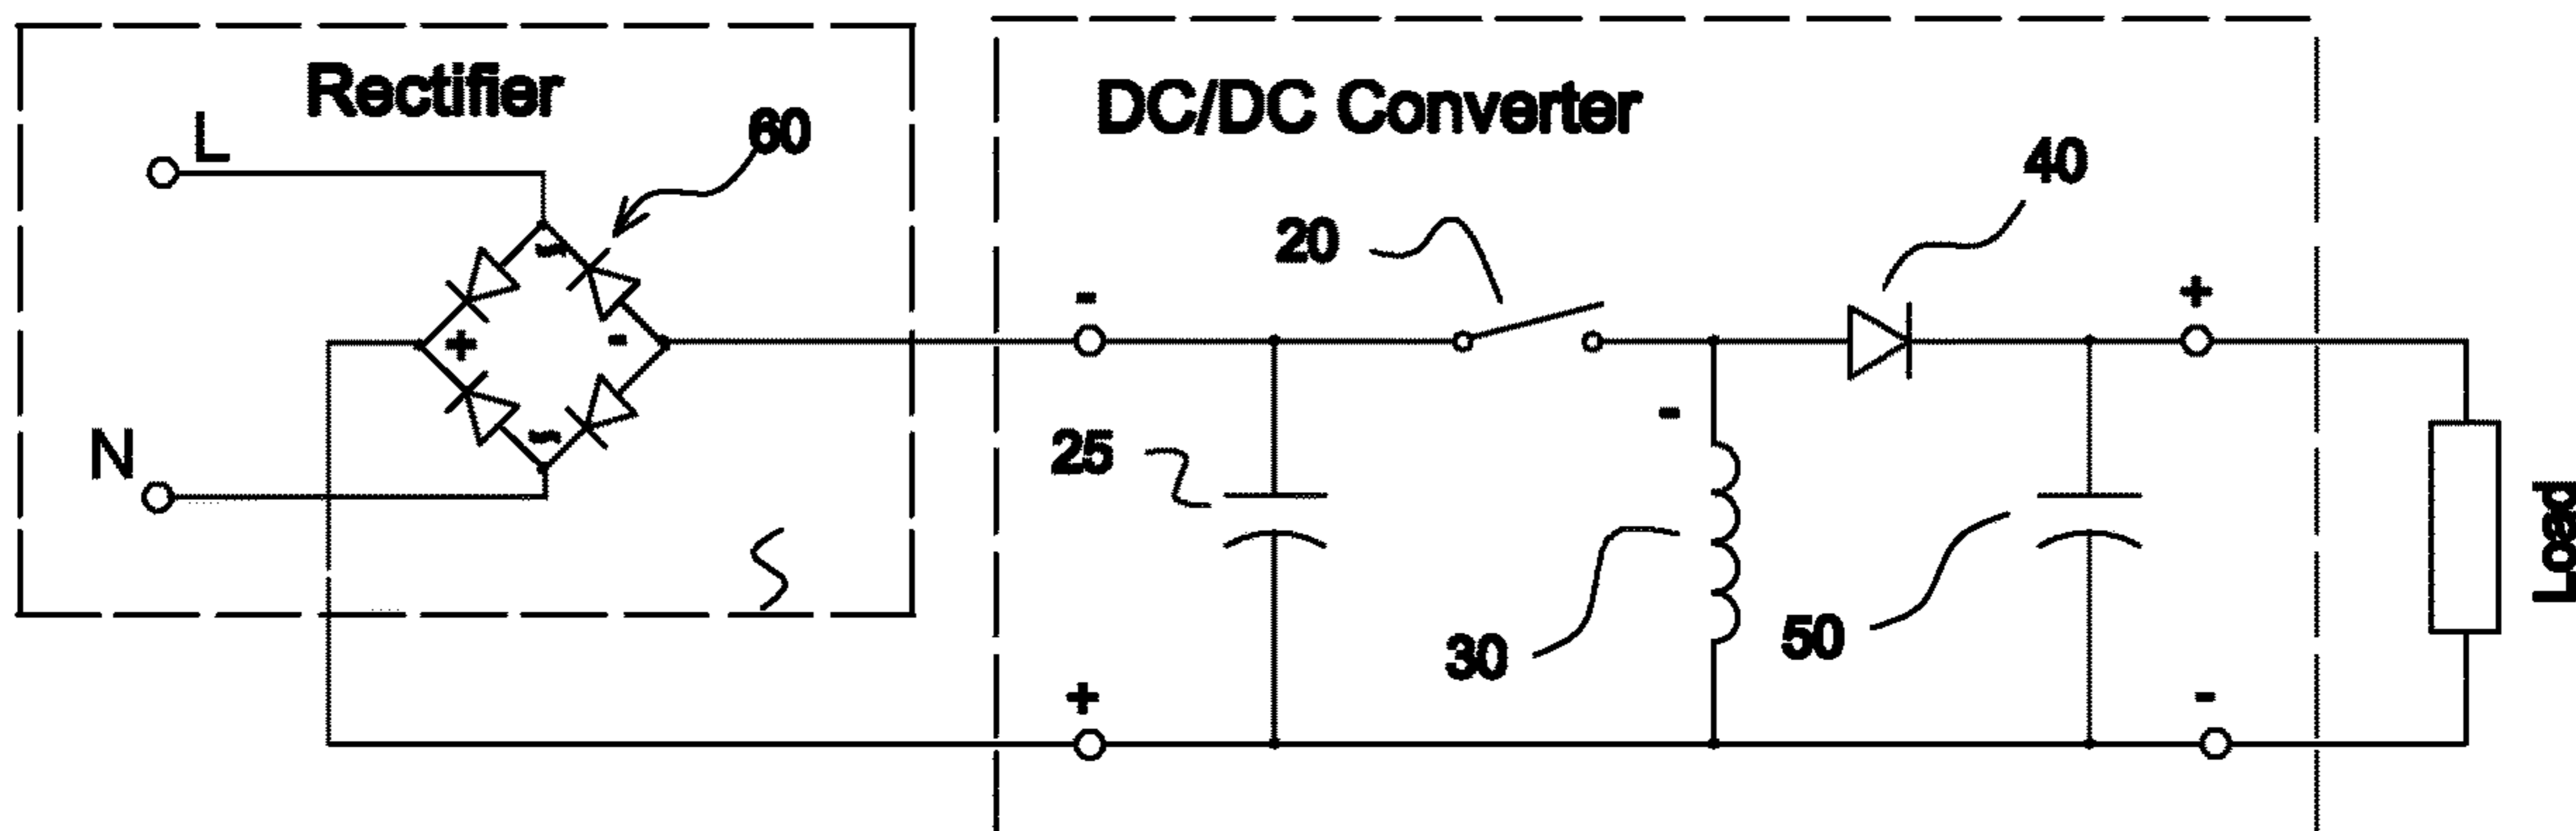 Rectifier
DC/DC Converter
L
60
40
20
+
-
+
-
-
N
25
30
50
+
-
Load